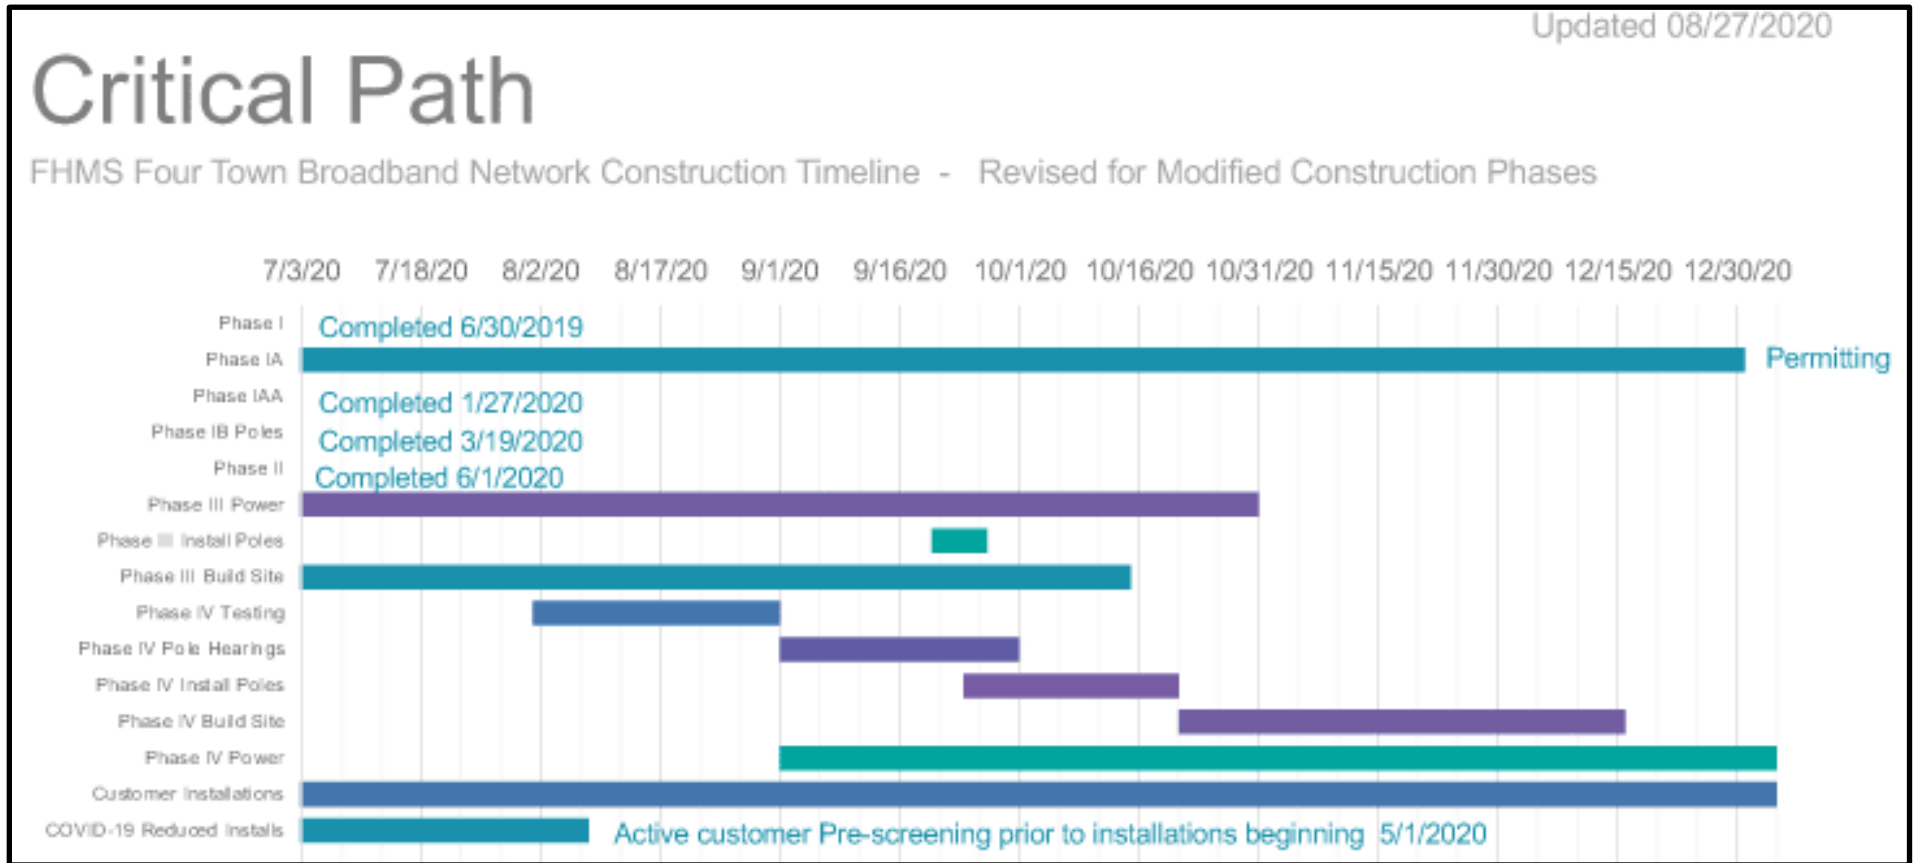 Updated 08/27/2020
Critical Path
FHMS Four Town Broadband Network Construction Timeline - Revised for Modified Construction Phases
7/3/20 7/18/20 8/2/20 8/17/20 9/1/20 9/16/20 10/1/20 10/16/20 10/31/20 11/15/20 11/30/20 12/15/20 12/30/20
Phase I Completed 6/30/2019
Phase IA Permitting
Phase IAA Completed 1/27/2020
Phase IB Poles Completed 3/19/2020
Phase II Completed 6/1/2020
Phase III Power
Phase III Install Poles
Phase III Build Site
Phase IV Testing
Phase IV Pole Hearings
Phase IV Install Poles
Phase IV Build Site
Phase IV Power
Customer Installations
COVID-19 Reduced Installs Active customer Pre-screening prior to installations beginning 5/1/2020